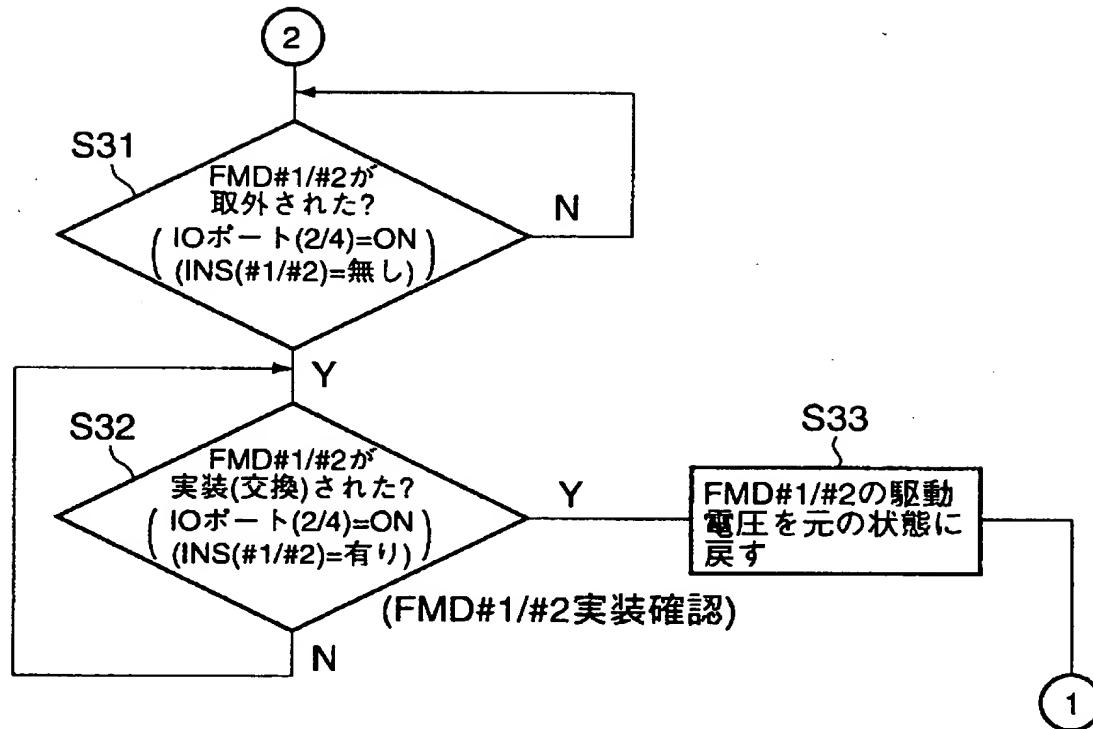 2
S31
FMD#1/#2が
取外された?
(IOポート(2/4)=ON
(INS(#1/#2)=無し))
N
Y
S32
FMD#1/#2が
実装(交換)された?
(IOポート(2/4)=ON
(INS(#1/#2)=有り))
Y
S33
FMD#1/#2の駆動
電圧を元の状態に
戻す
(FMD#1/#2実装確認)
N
1